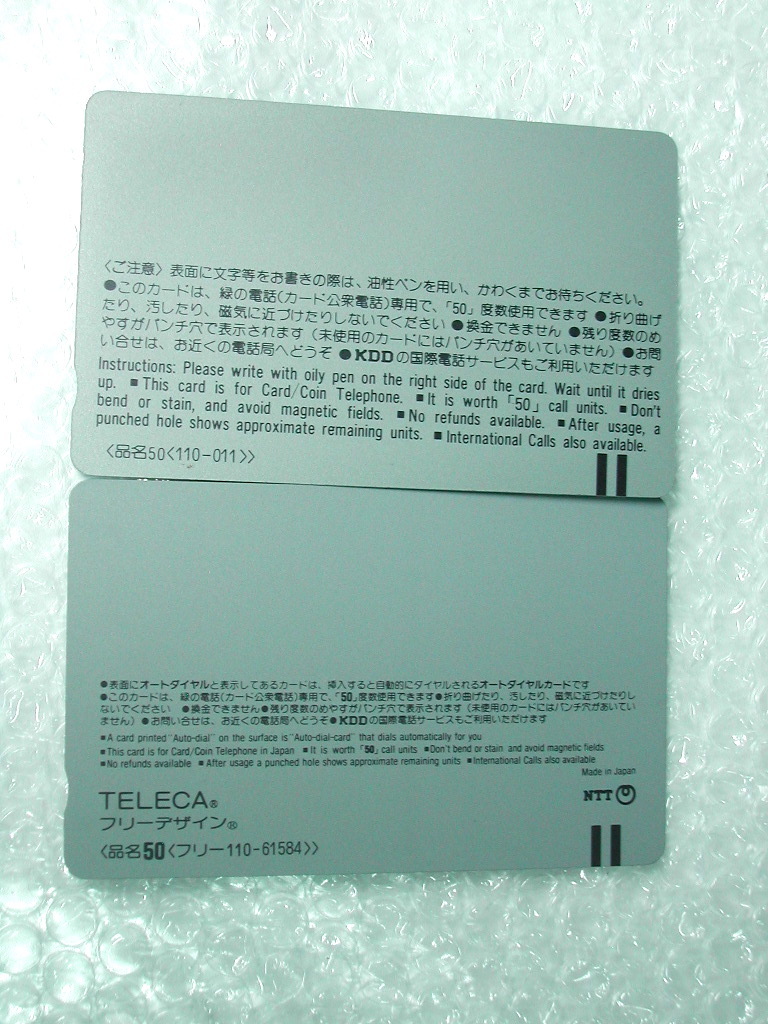 〈ご注意〉表面に文字等をお書きの際は、油性ペンを用い、かわくまでお待ちください。
●このカードは、緑の電話(カード公衆電話)専用で、「50」度数使用できます ●折り曲げ
たり、汚したり、磁気に近づけたりしないでください ●換金できません ●残り度数のめ
やすがパンチ穴で表示されます(未使用のカードにはパンチ穴があいていません) ●お問
い合せは、お近くの電話局へどうぞ ●KDDの国際電話サービスもご利用いただけます
Instructions: Please write with oily pen on the right side of the card. Wait until it dries
up. ■This card is for Card/Coin Telephone. ■It is worth「50」call units. ■Don't
bend or stain, and avoid magnetic fields. ■No refunds available. ■After usage, a
punched hole shows approximate remaining units. ■International Calls also available.
〈品名50〈110-011〉〉
●表面にオートダイヤルと表示してあるカードは、挿入すると自動的にダイヤルされるオートダイヤルカードです
●このカードは、緑の電話(カード公衆電話)専用で、「50」度数使用できます●折り曲げたり、汚したり、磁気に近づけたりし
ないでください ●換金できません●残り度数のめやすがパンチ穴で表示されます(未使用のカードにはパンチ穴があいてい
ません) ●お問い合せは、お近くの電話局へどうぞ●KDDの国際電話サービスもご利用いただけます
■A card printed "Auto-dial" on the surface is "Auto-dial-card" that dials automatically for you
■This card is for Card/Coin Telephone in Japan ■It is worth「50」call units ■Don't bend or stain and avoid magnetic fields
■No refunds available ■After usage a punched hole shows approximate remaining units ■International Calls also available
Made in Japan
TELECA®
NTT
フリーデザイン®
〈品名50〈フリー110-61584〉〉